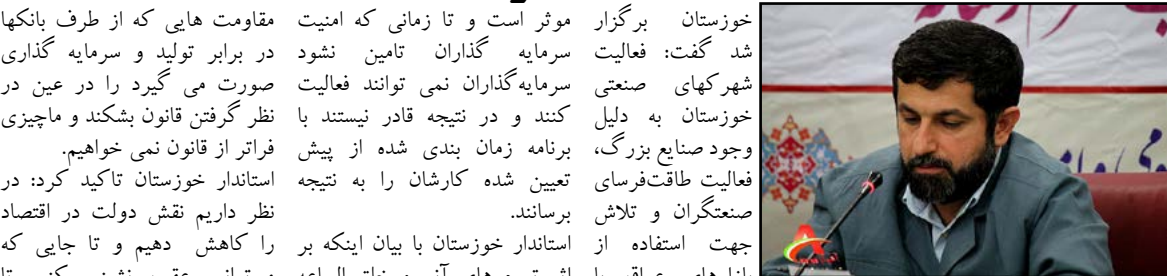 خوزستان برگزار
شد گفت: فعالیت
شهرکهای صنعتی
خوزستان به دلیل
وجود صنایع بزرگ،
فعالیت طاقت‌فرسای
صنعتگران و تلاش
جهت استفاده از
موثر است و تا زمانی که امنیت
سرمایه گذاران تامین نشود
سرمایه‌گذاران نمی توانند فعالیت
کنند و در نتیجه قادر نیستند با
برنامه زمان بندی شده از پیش
تعیین شده کارشان را به نتیجه
برسانند.
استاندار خوزستان با بیان اینکه بر
مقاومت هایی که از طرف بانکها
در برابر تولید و سرمایه گذاری
صورت می گیرد را در عین در
نظر گرفتن قانون بشکند و ماچیزی
فراتر از قانون نمی خواهیم.
استاندار خوزستان تاکید کرد: در
نظر داریم نقش دولت در اقتصاد
را کاهش دهیم و تا جایی که